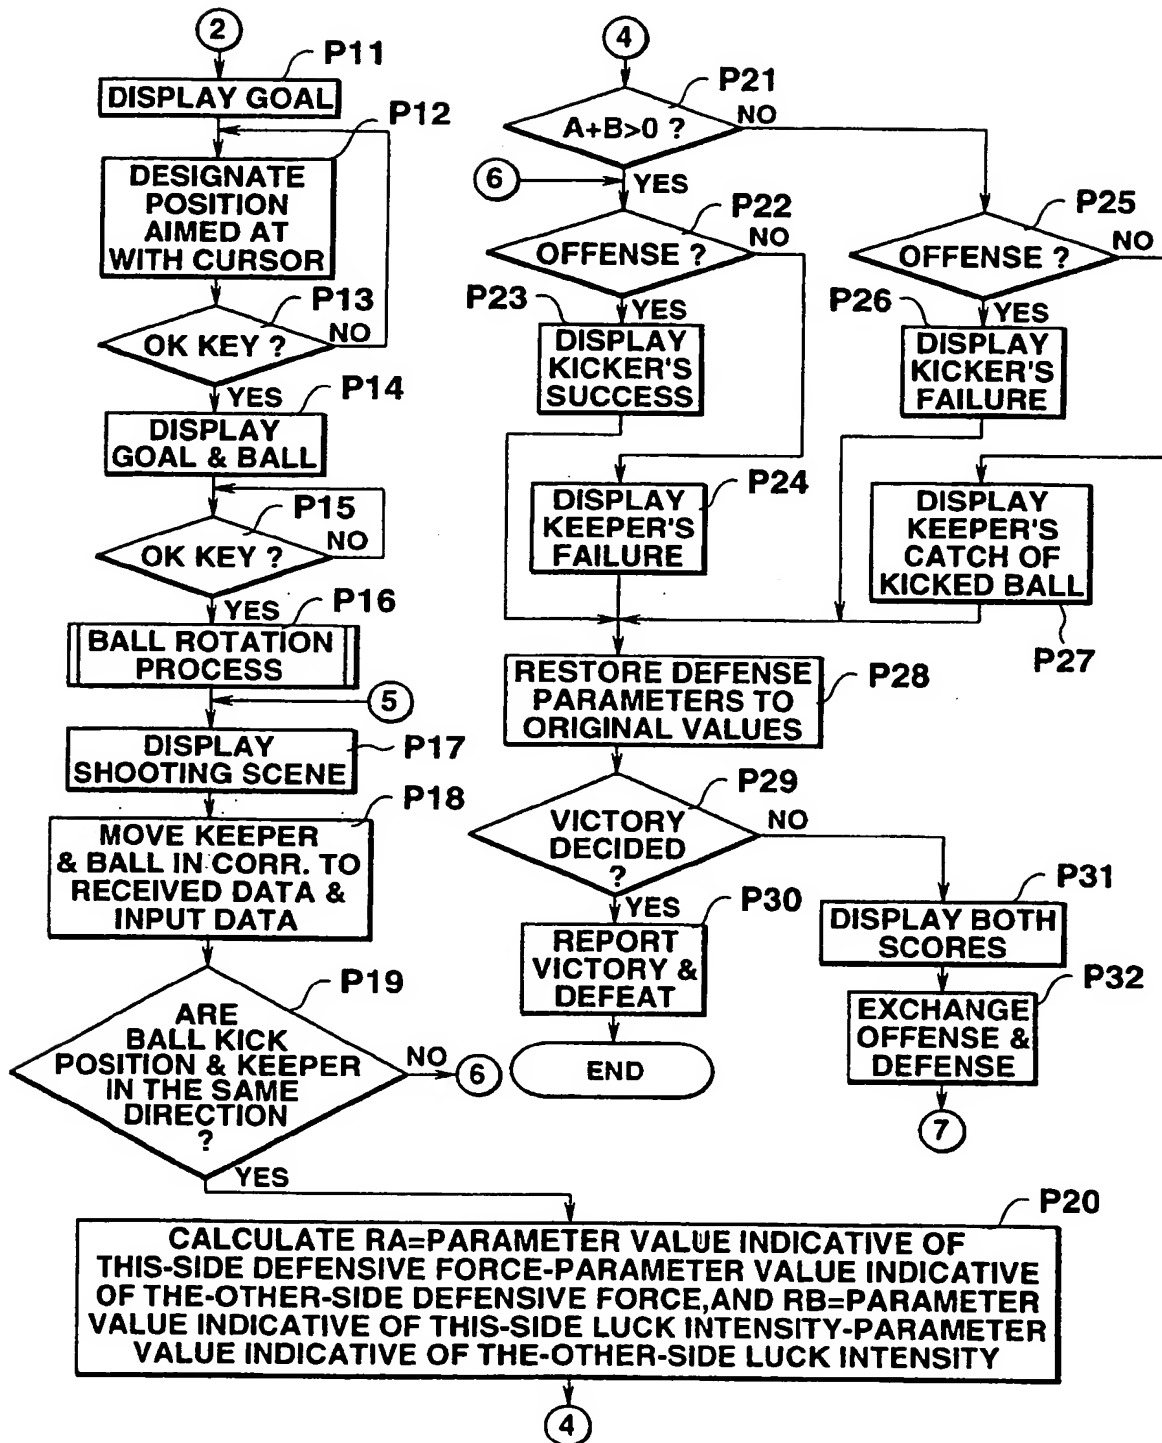 2
P11
DISPLAY GOAL
P12
DESIGNATE
POSITION
AIMED AT
WITH CURSOR
P13
OK KEY ?
NO
YES
P14
DISPLAY
GOAL & BALL
P15
OK KEY ?
NO
YES
P16
BALL ROTATION
PROCESS
5
P17
DISPLAY
SHOOTING SCENE
P18
MOVE KEEPER
& BALL IN CORR. TO
RECEIVED DATA &
INPUT DATA
P19
ARE
BALL KICK
POSITION & KEEPER
IN THE SAME
DIRECTION
?
NO
6
YES
P20
CALCULATE RA=PARAMETER VALUE INDICATIVE OF
THIS-SIDE DEFENSIVE FORCE-PARAMETER VALUE INDICATIVE
OF THE-OTHER-SIDE DEFENSIVE FORCE,AND RB=PARAMETER
VALUE INDICATIVE OF THIS-SIDE LUCK INTENSITY-PARAMETER
VALUE INDICATIVE OF THE-OTHER-SIDE LUCK INTENSITY
4
4
P21
A+B>0 ?
NO
6
YES
P22
OFFENSE ?
NO
P23
YES
DISPLAY
KICKER'S
SUCCESS
P24
DISPLAY
KEEPER'S
FAILURE
P25
OFFENSE ?
NO
P26
YES
DISPLAY
KICKER'S
FAILURE
DISPLAY
KEEPER'S
CATCH OF
KICKED BALL
P27
RESTORE DEFENSE
PARAMETERS TO
ORIGINAL VALUES
P28
P29
VICTORY
DECIDED
?
NO
YES
P30
REPORT
VICTORY &
DEFEAT
END
P31
DISPLAY BOTH
SCORES
P32
EXCHANGE
OFFENSE &
DEFENSE
7